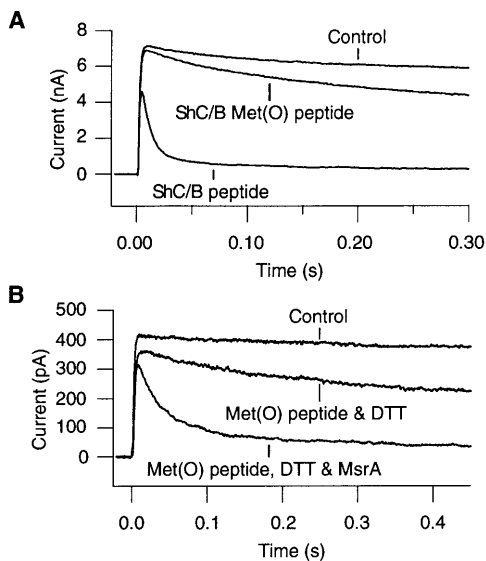 A
8
6
4
2
0
Current (nA)
Control
ShC/B Met(O) peptide
ShC/B peptide
0.00
0.10
0.20
0.30
Time (s)
B
500
400
300
200
100
0
Current (pA)
Control
Met(O) peptide & DTT
Met(O) peptide, DTT & MsrA
0.0
0.1
0.2
0.3
0.4
Time (s)